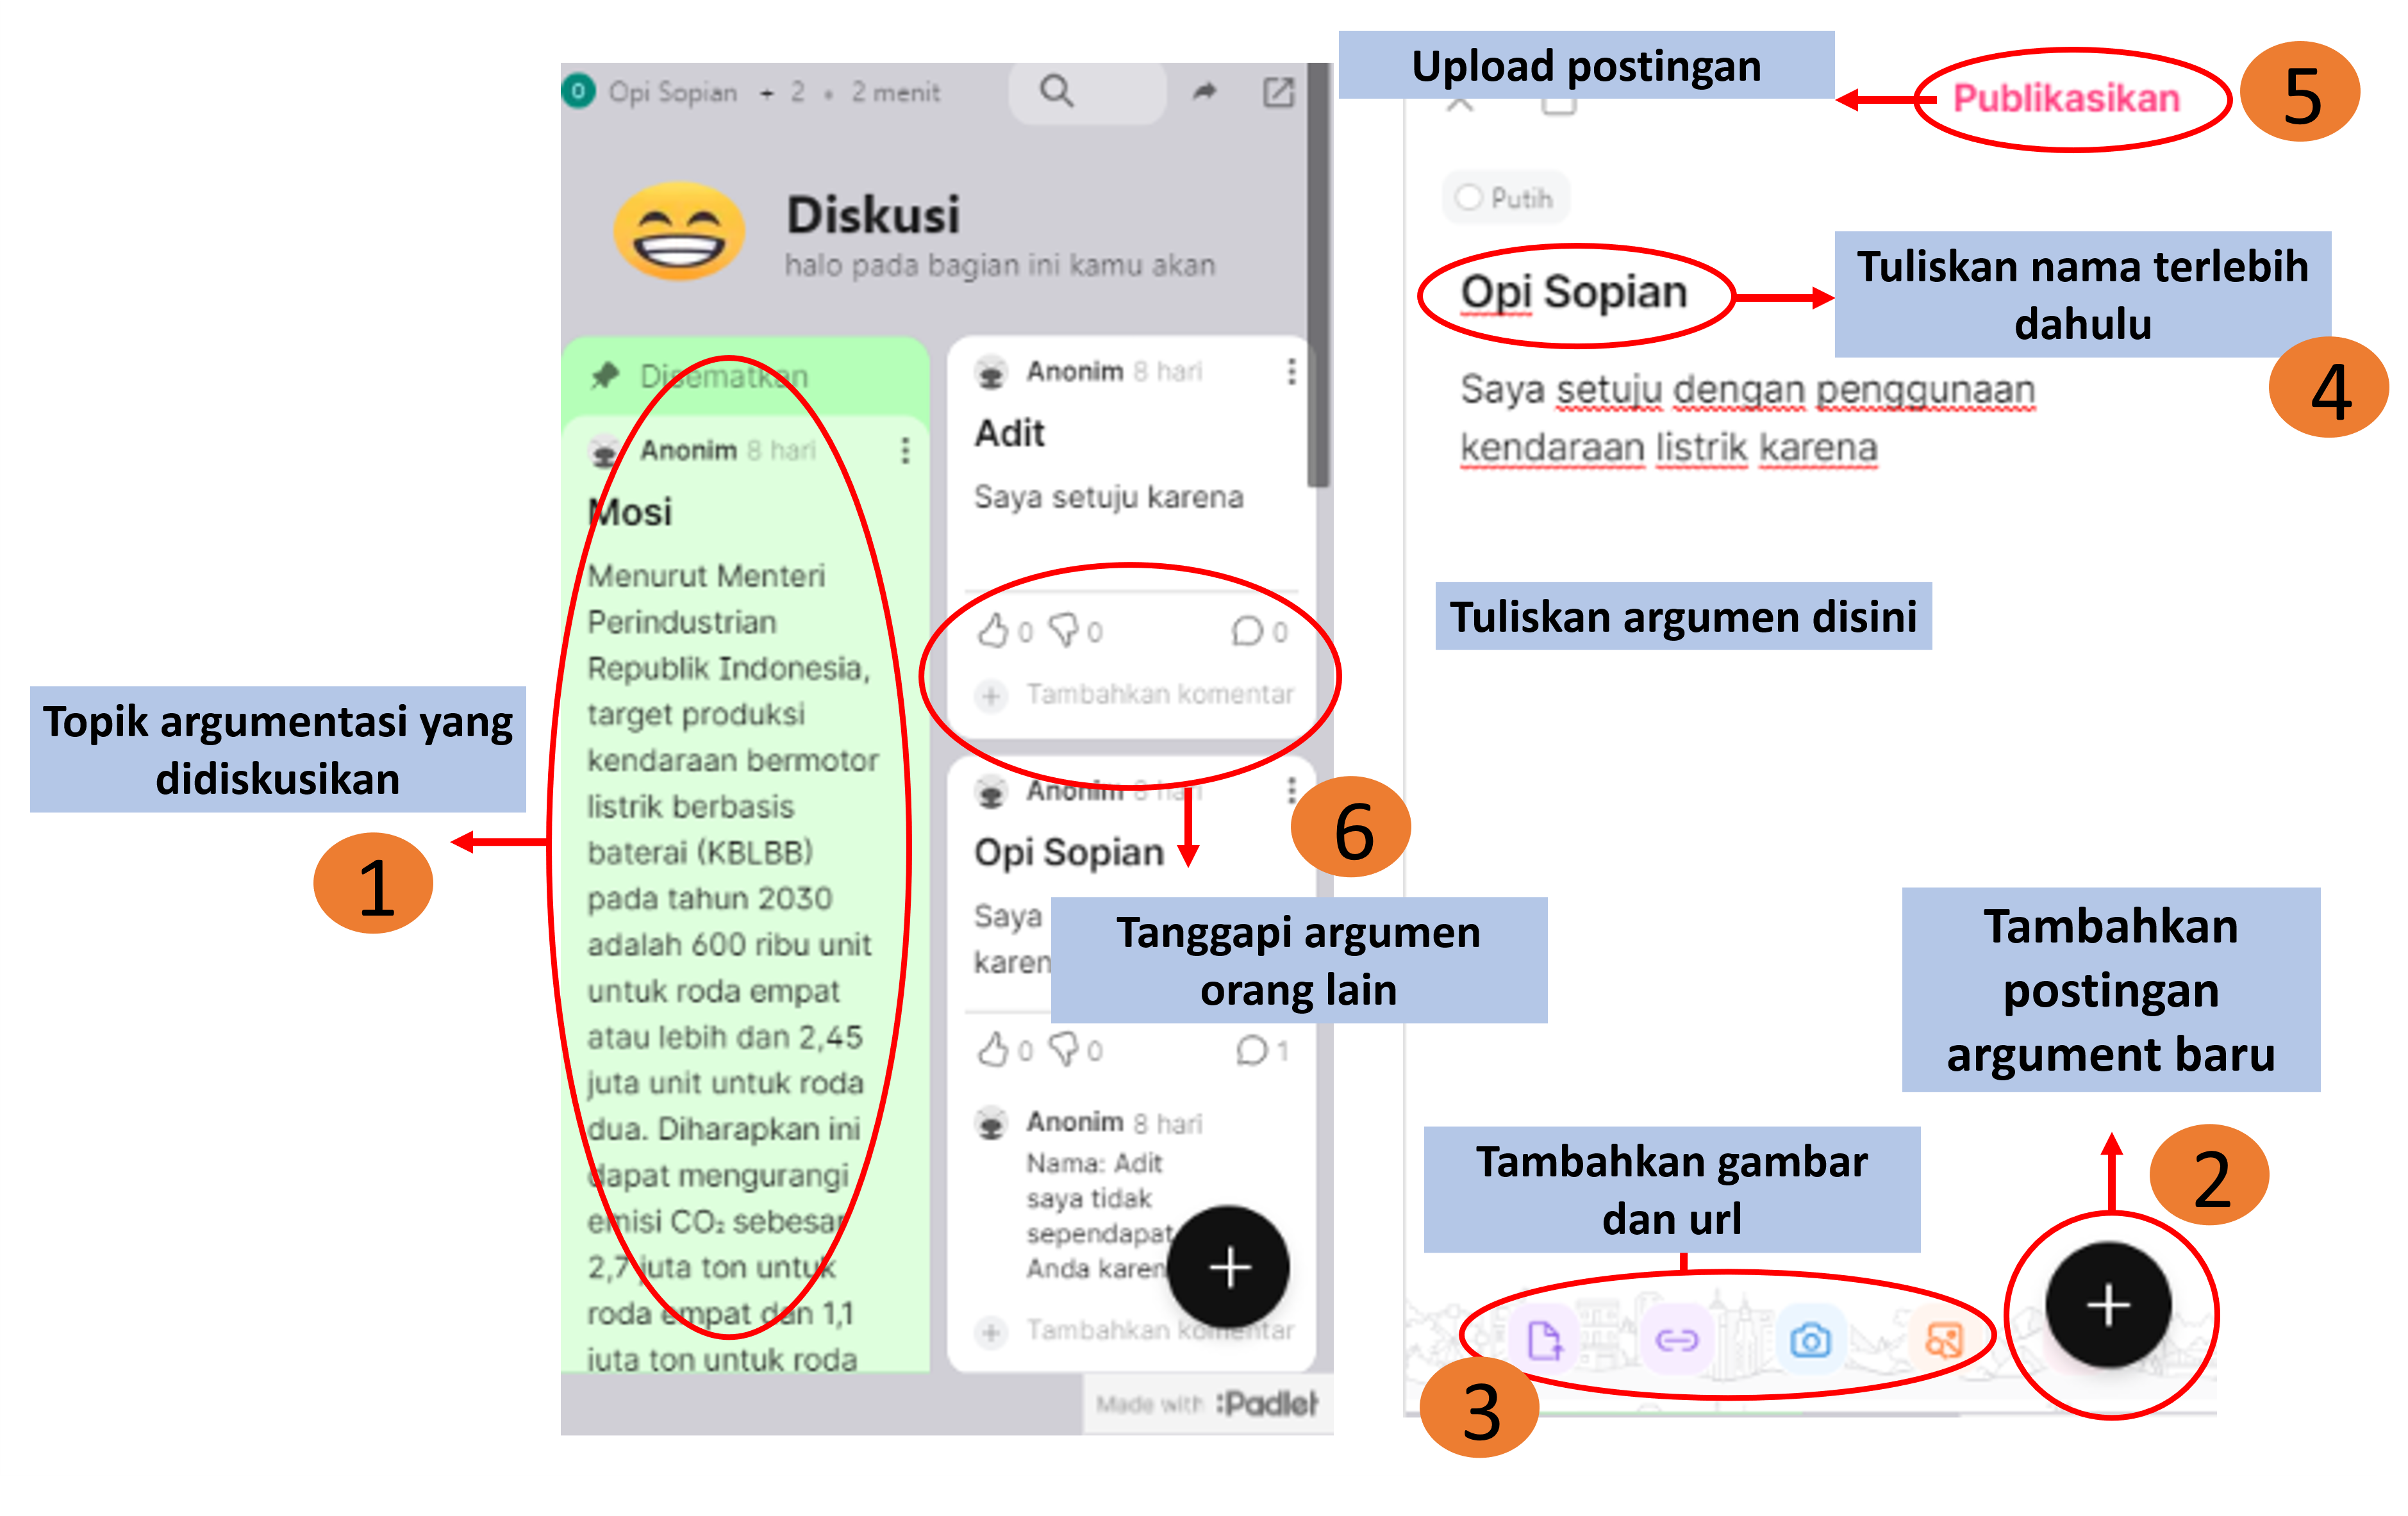 Opi Sopian + 2 • 2 menit
Diskusi
halo pada bagian ini kamu akan
Disematkan
Anonim 8 hari
Mosi
Menurut Menteri
Perindustrian
Republik Indonesia,
target produksi
kendaraan bermotor
listrik berbasis
baterai (KBLBB)
pada tahun 2030
adalah 600 ribu unit
untuk roda empat
atau lebih dan 2,45
juta unit untuk roda
dua. Diharapkan ini
dapat mengurangi
emisi CO₂ sebesar
2,7 juta ton untuk
roda empat dan 1,1
juta ton untuk roda
Topik argumentasi yang
didiskusikan
1
Anonim 8 hari
Adit
Saya setuju karena
0 0 0
Tambahkan komentar
Anonim 8 hari
6
Opi Sopian
Saya
karen
Tanggapi argumen
orang lain
0 0 1
Anonim 8 hari
Nama: Adit
saya tidak
sependapat
Anda karen
Tambahkan komentar
Made with :Padlet
Upload postingan
Publikasikan
5
Putih
Opi Sopian
Tuliskan nama terlebih
dahulu
4
Saya setuju dengan penggunaan
kendaraan listrik karena
Tuliskan argumen disini
Tambahkan
postingan
argument baru
2
Tambahkan gambar
dan url
3